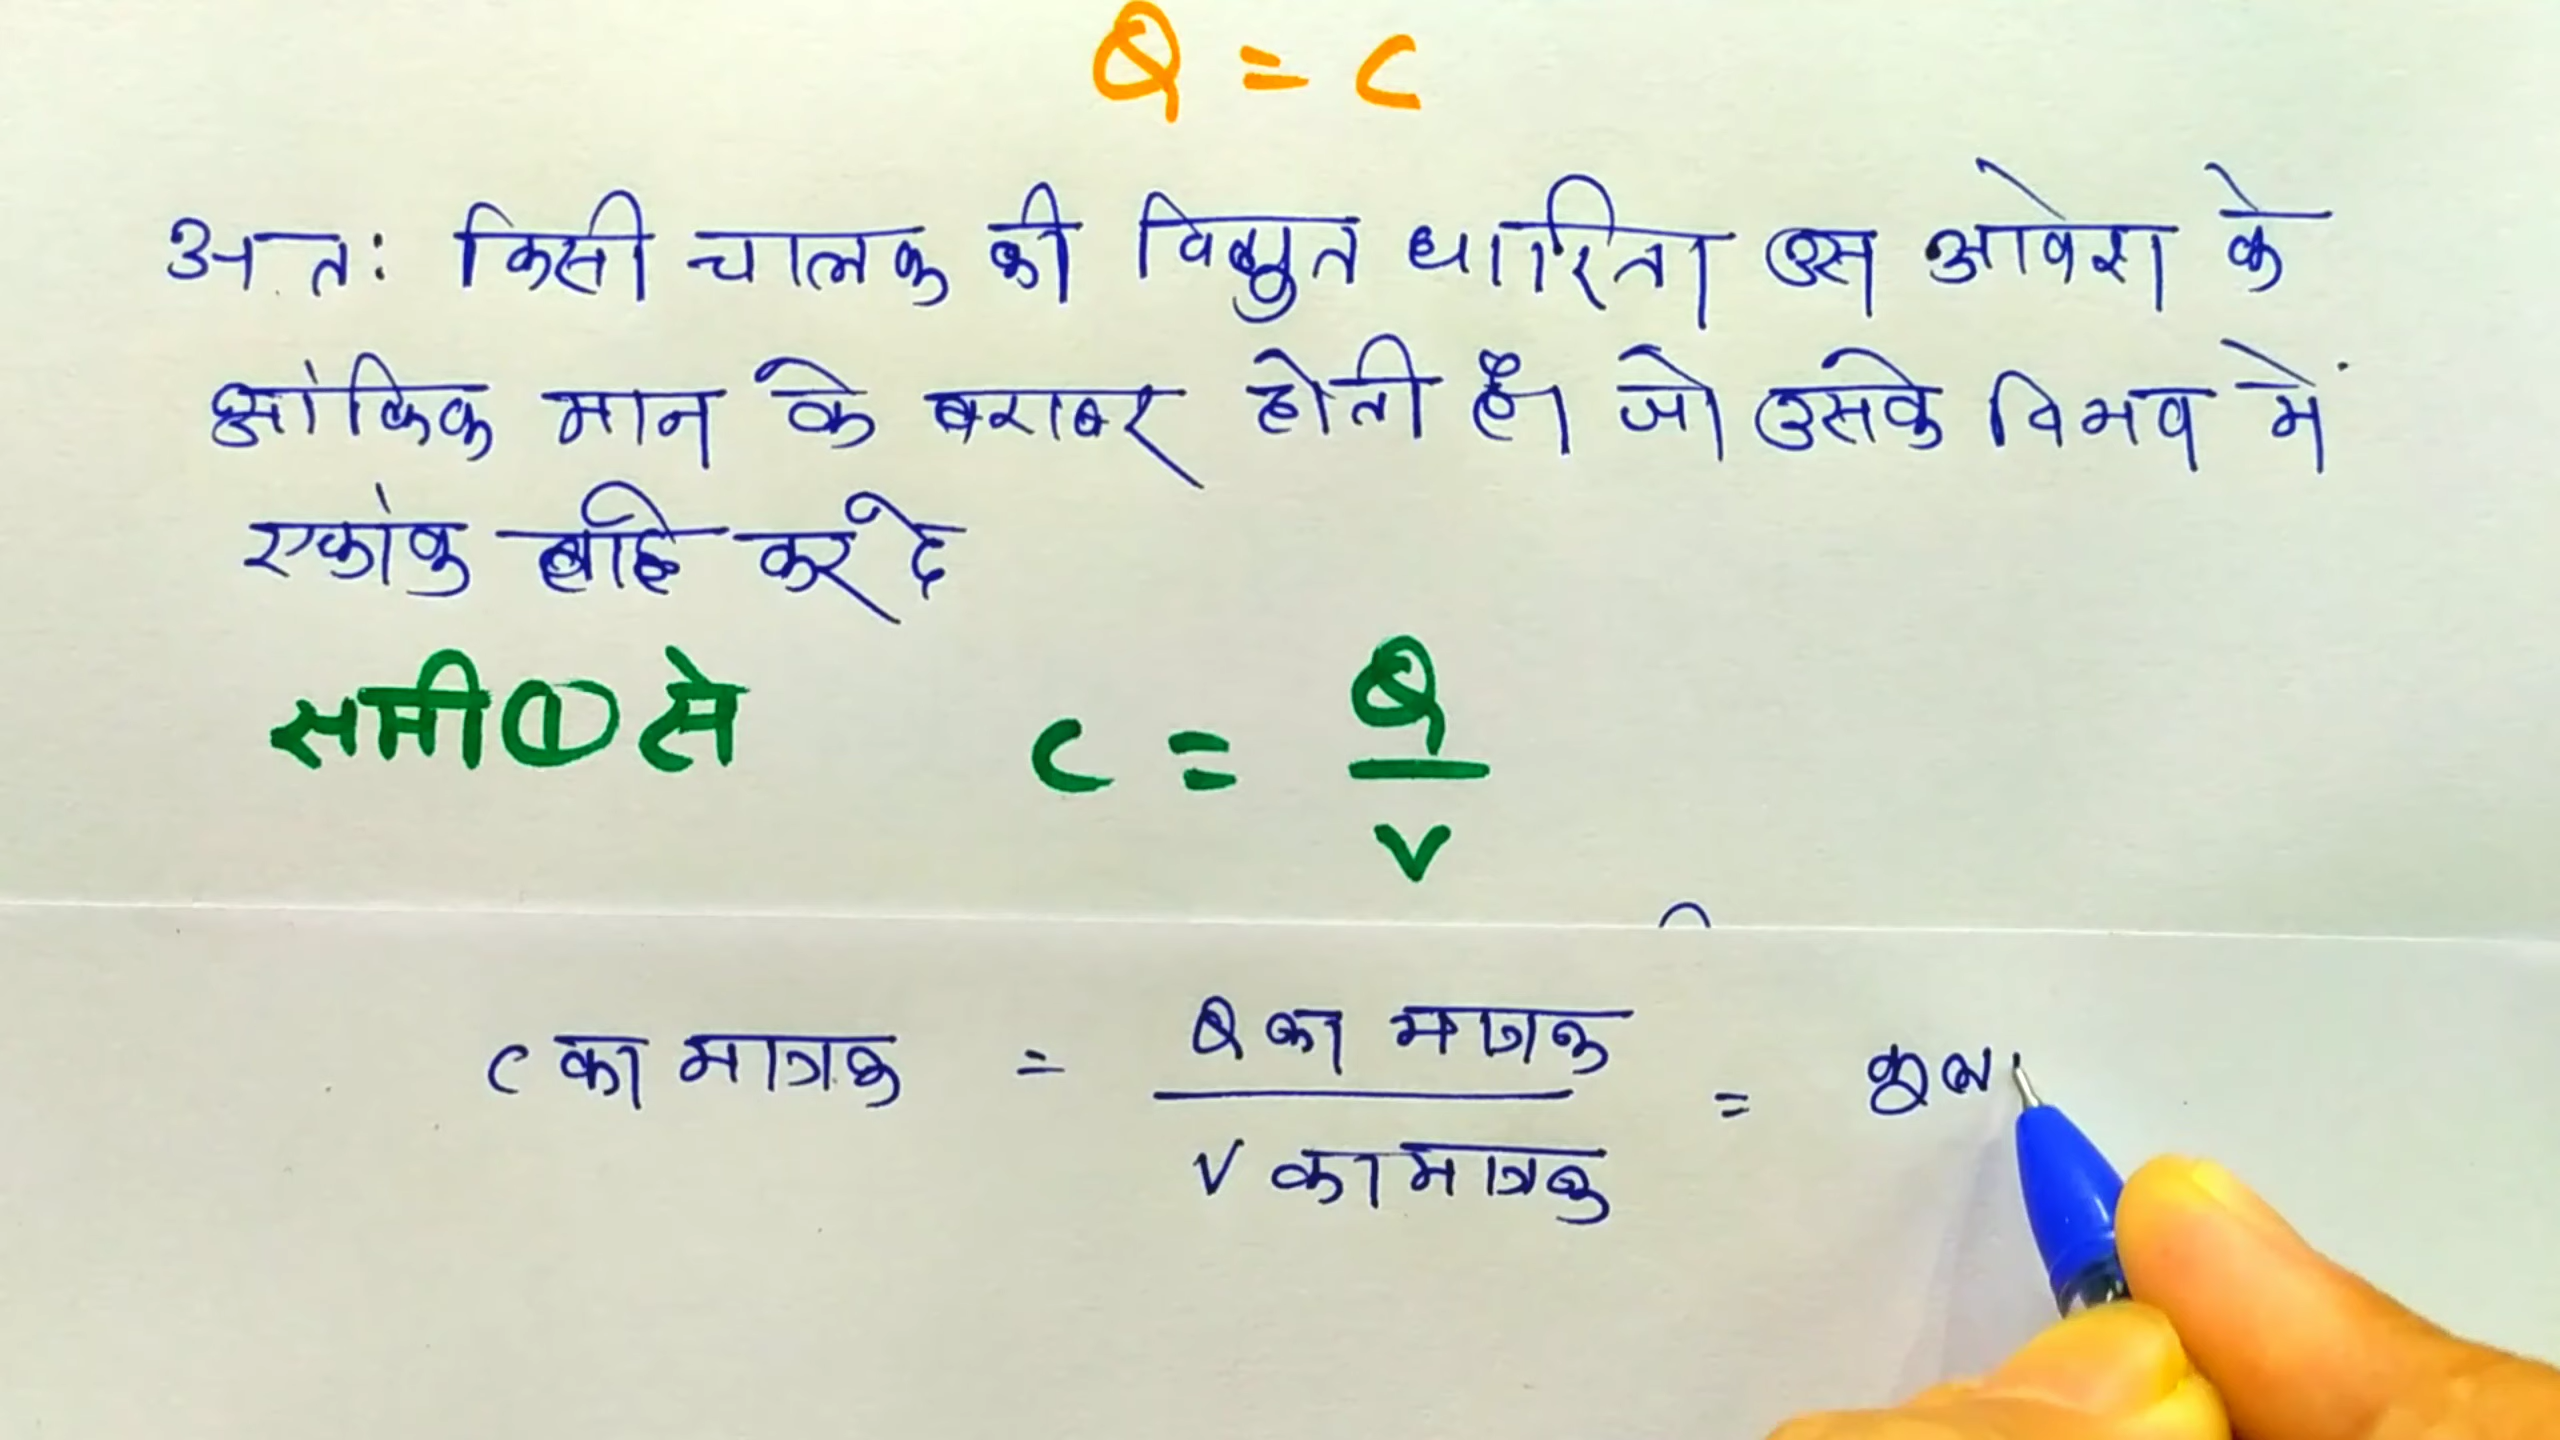 Q = C
अतः किसी चालक की विद्युत धारिता उस आवेश के
आंकिक मान के बराबर होती है। जो उसके विभव में
एकांक वृद्धि कर दे
समी ① से C = Q / V
C का मात्रक = Q का मात्रक / V का मात्रक = कूल